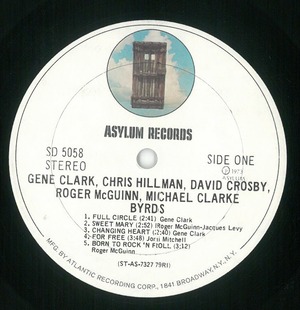 ASYLUM RECORDS
SD 5058
STEREO
SIDE ONE
Ⓟ 1973
GENE CLARK, CHRIS HILLMAN, DAVID CROSBY,
ROGER McGUINN, MICHAEL CLARKE
BYRDS
1. FULL CIRCLE (2:41) Gene Clark
2. SWEET MARY (2:52) Roger McGuinn-Jacques Levy
3. CHANGING HEART (2:40) Gene Clark
4. FOR FREE (3:48) Joni Mitchell
5. BORN TO ROCK 'N ROLL (3:12)
Roger McGuinn
(ST-AS-7327 79RI)
MFG. BY ATLANTIC RECORDING CORP., 1841 BROADWAY, N.Y., N.Y.